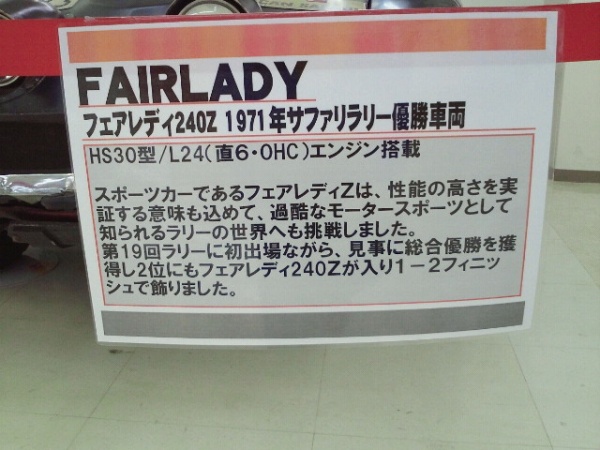 FAIRLADY
フェアレディ240Z 1971年サファリラリー優勝車両
HS30型/L24(直6・OHC)エンジン搭載
スポーツカーであるフェアレディZは、性能の高さを実
証する意味も込めて、過酷なモータースポーツとして
知られるラリーの世界へも挑戦しました。
第19回ラリーに初出場ながら、見事に総合優勝を獲
得し2位にもフェアレディ240Zが入り1－2フィニッ
シュで飾りました。